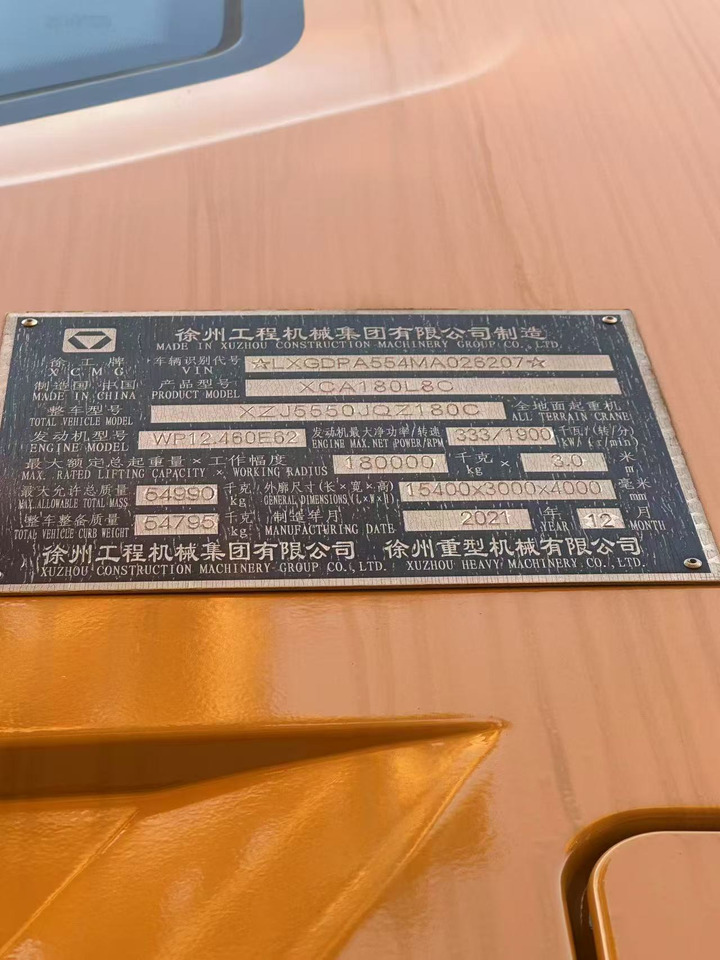 徐州工程机械集团有限公司制造
MADE IN XUZHOU CONSTRUCTION MACHINERY GROUP CO., LTD.
徐工牌 车辆识别代号 ☆LXGDPA554MA026207☆
XCMG VIN
制造国 中国 产品型号 XCA180L8C
MADE IN CHINA PRODUCT MODEL
整车型号 XZJ5550JQZ180C 全地面起重机
TOTAL VEHICLE MODEL ALL TERRAIN CRANE
发动机型号 WP12.460E62 发动机最大净功率/转速 333/1900 千瓦/(转/分)
ENGINE MODEL ENGINE MAX.NET POWER/RPM kW/(r/min)
最大额定总起重量×工作幅度 180000 千克× 3.0 米
MAX. RATED LIFTING CAPACITY × WORKING RADIUS kg × m
最大允许总质量 54990 千克 外廓尺寸(长×宽×高) 15400x3000x4000 毫米
MAX.ALLOWABLE TOTAL MASS kg GENERAL DIMENSIONS(L×W×H) mm
整车整备质量 54795 千克 制造年月 2021 年 12 月
TOTAL VEHICLE CURB WEIGHT kg MANUFACTURING DATE YEAR MONTH
徐州工程机械集团有限公司 徐州重型机械有限公司
XUZHOU CONSTRUCTION MACHINERY GROUP CO., LTD. XUZHOU HEAVY MACHINERY CO., LTD.